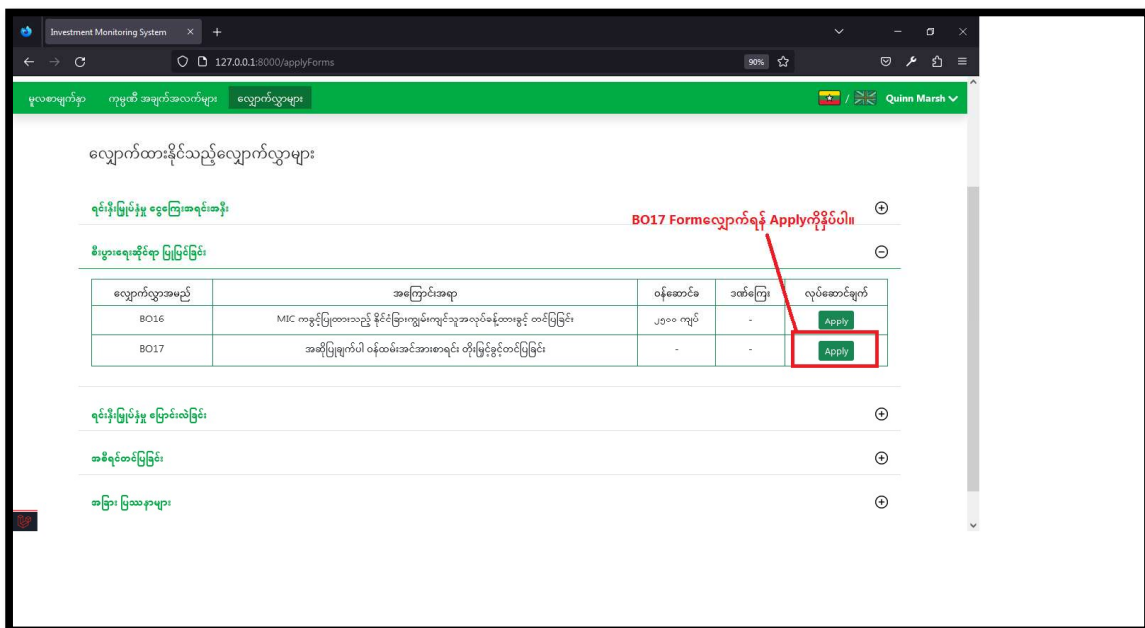 Investment Monitoring System
127.0.0.1:8000/applyForms
90%
မူလစာမျက်နှာ ကုမ္ပဏီ အချက်အလက်များ လျှောက်လွှာများ / Quinn Marsh
လျှောက်ထားနိုင်သည့်လျှောက်လွှာများ
ရင်းနှီးမြှုပ်နှံမှု ငွေကြေးအရင်းအနှီး
BO17 Formလျှောက်ရန် Applyကိုနှိပ်ပါ။
စီးပွားရေးဆိုင်ရာ ပြုပြင်ခြင်း
လျှောက်လွှာအမည် အကြောင်းအရာ ဝန်ဆောင်ခ ဒဏ်ကြေး လုပ်ဆောင်ချက်
BO16 MIC ကခွင့်ပြုထားသည့် နိုင်ငံခြားကျွမ်းကျင်သူအလုပ်ခန့်ထားခွင့် တင်ပြခြင်း ၂၅၀၀ ကျပ် - Apply
BO17 အဆိုပြုချက်ပါ ဝန်ထမ်းအင်အားစာရင်း တိုးမြှင့်ခွင့်တင်ပြခြင်း - - Apply
ရင်းနှီးမြှုပ်နှံမှု ပြောင်းလဲခြင်း
အစီရင်တင်ပြခြင်း
အခြား ပြဿနာများ